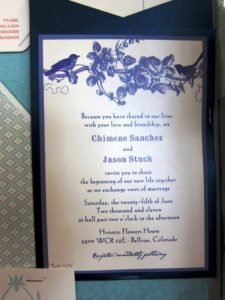 Because you have shared in our lives
with your love and friendship, we
Chimene Sanchez
and
Jason Stuck
invite you to share
the beginning of our new life together
as we exchange vows of marriage
Saturday, the twenty-fifth of June
Two thousand and eleven
at half past two o'clock in the afternoon
Historic Flowers House
2500 WCR 52E - Bellvue, Colorado
Reception immediately following